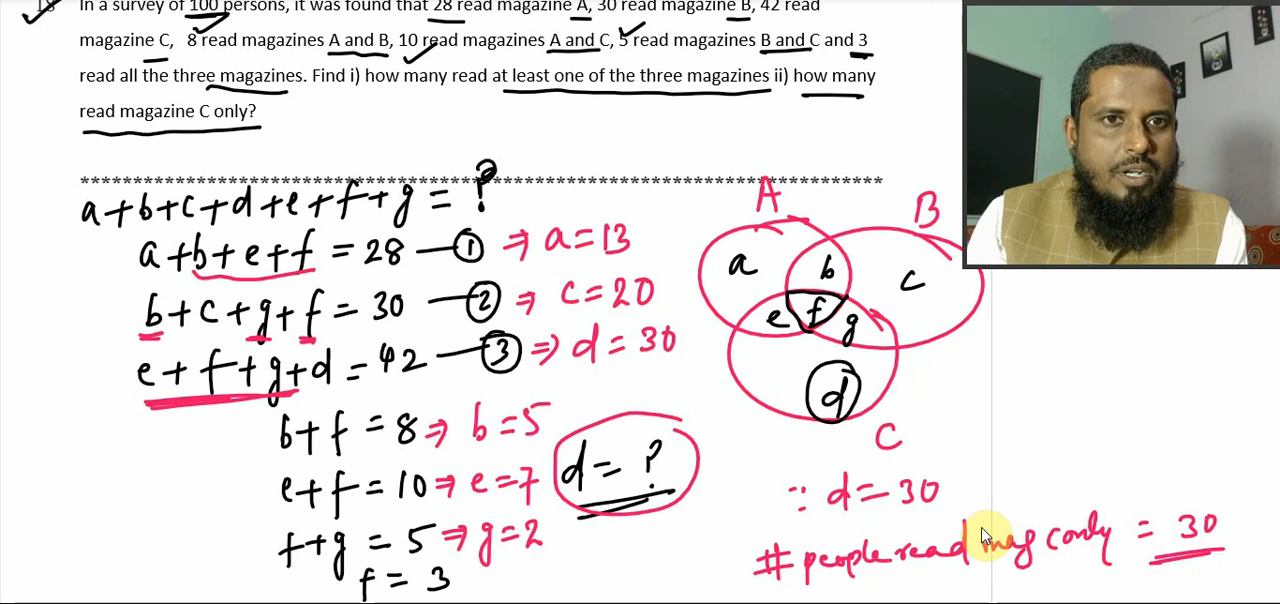 18 In a survey of 100 persons, it was found that 28 read magazine A, 30 read magazine B, 42 read
magazine C, 8 read magazines A and B, 10 read magazines A and C, 5 read magazines B and C and 3
read all the three magazines. Find i) how many read at least one of the three magazines ii) how many
read magazine C only?
***************************************************************************
a+b+c+d+e+f+g = ?
a+b+e+f = 28 — ① ⇒ a=13
b+c+g+f = 30 — ② ⇒ c=20
e+f+g+d = 42 — ③ ⇒ d=30
b+f = 8 ⇒ b=5
e+f = 10 ⇒ e=7
f+g = 5 ⇒ g=2
f = 3
d = ?
A
B
a
b
c
e
f
g
d
C
∵ d=30
# people read mag C only = 30